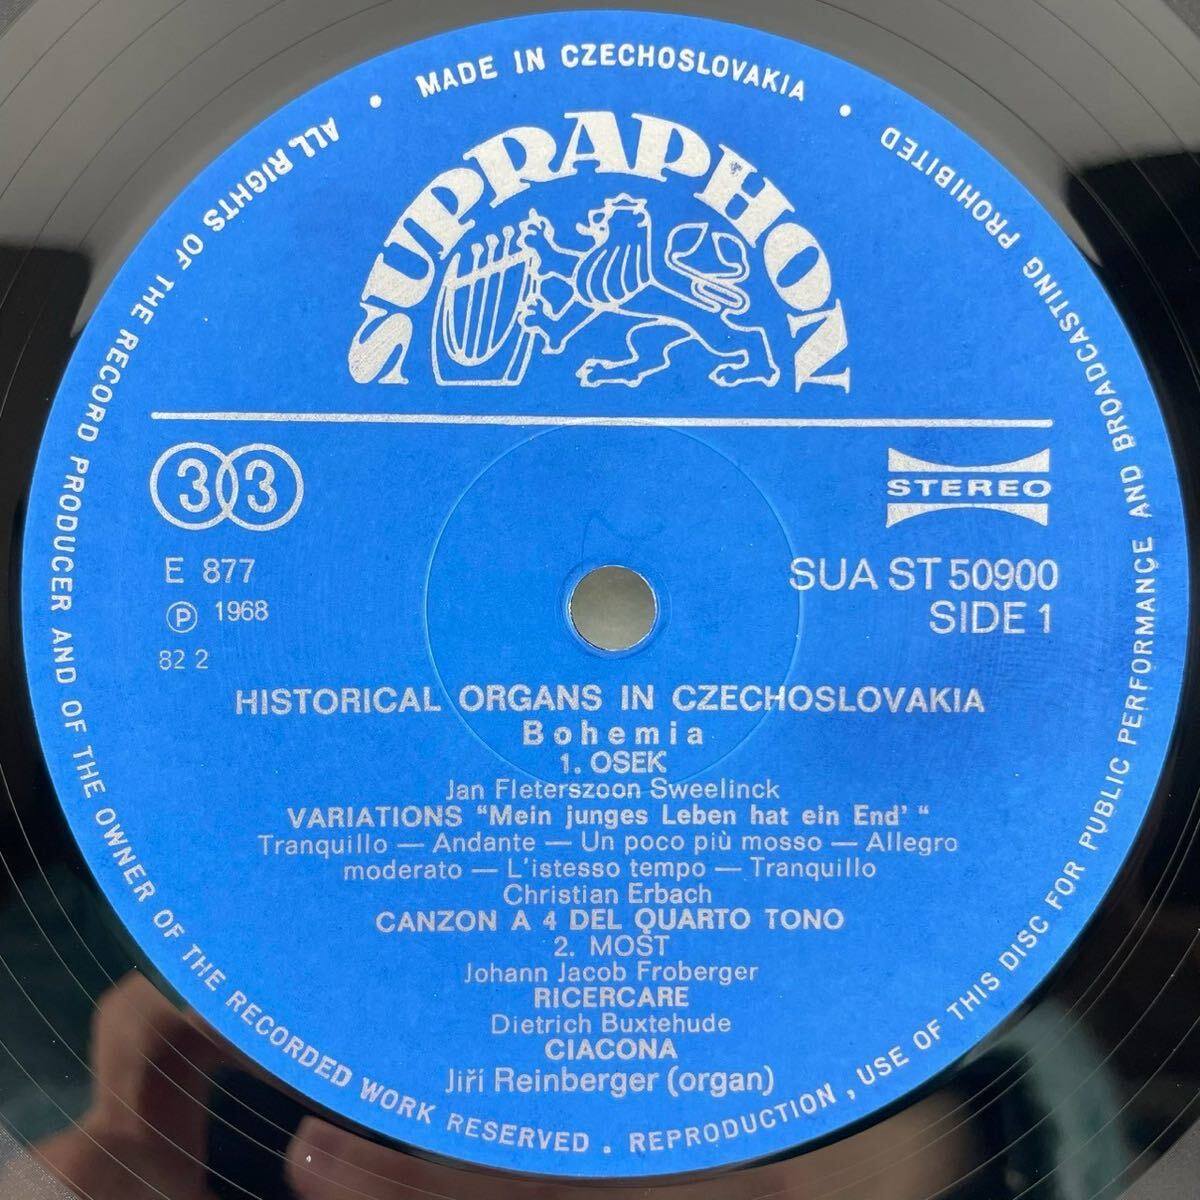 MADE IN CZECHOSLOVAKIA
SUPRAPHON
33
STEREO
E 877
℗ 1968
82 2
SUA ST 50900
SIDE 1
HISTORICAL ORGANS IN CZECHOSLOVAKIA
Bohemia
1. OSEK
Jan Fleterszoon Sweelinck
VARIATIONS "Mein junges Leben hat ein End' "
Tranquillo — Andante — Un poco più mosso — Allegro
moderato — L'istesso tempo — Tranquillo
Christian Erbach
CANZON A 4 DEL QUARTO TONO
2. MOST
Johann Jacob Froberger
RICERCARE
Dietrich Buxtehude
CIACONA
Jiří Reinberger (organ)
ALL RIGHTS OF THE RECORD PRODUCER AND OF THE OWNER OF THE RECORDED WORK RESERVED . REPRODUCTION , USE OF THIS DISC FOR PUBLIC PERFORMANCE AND BROADCASTING PROHIBITED